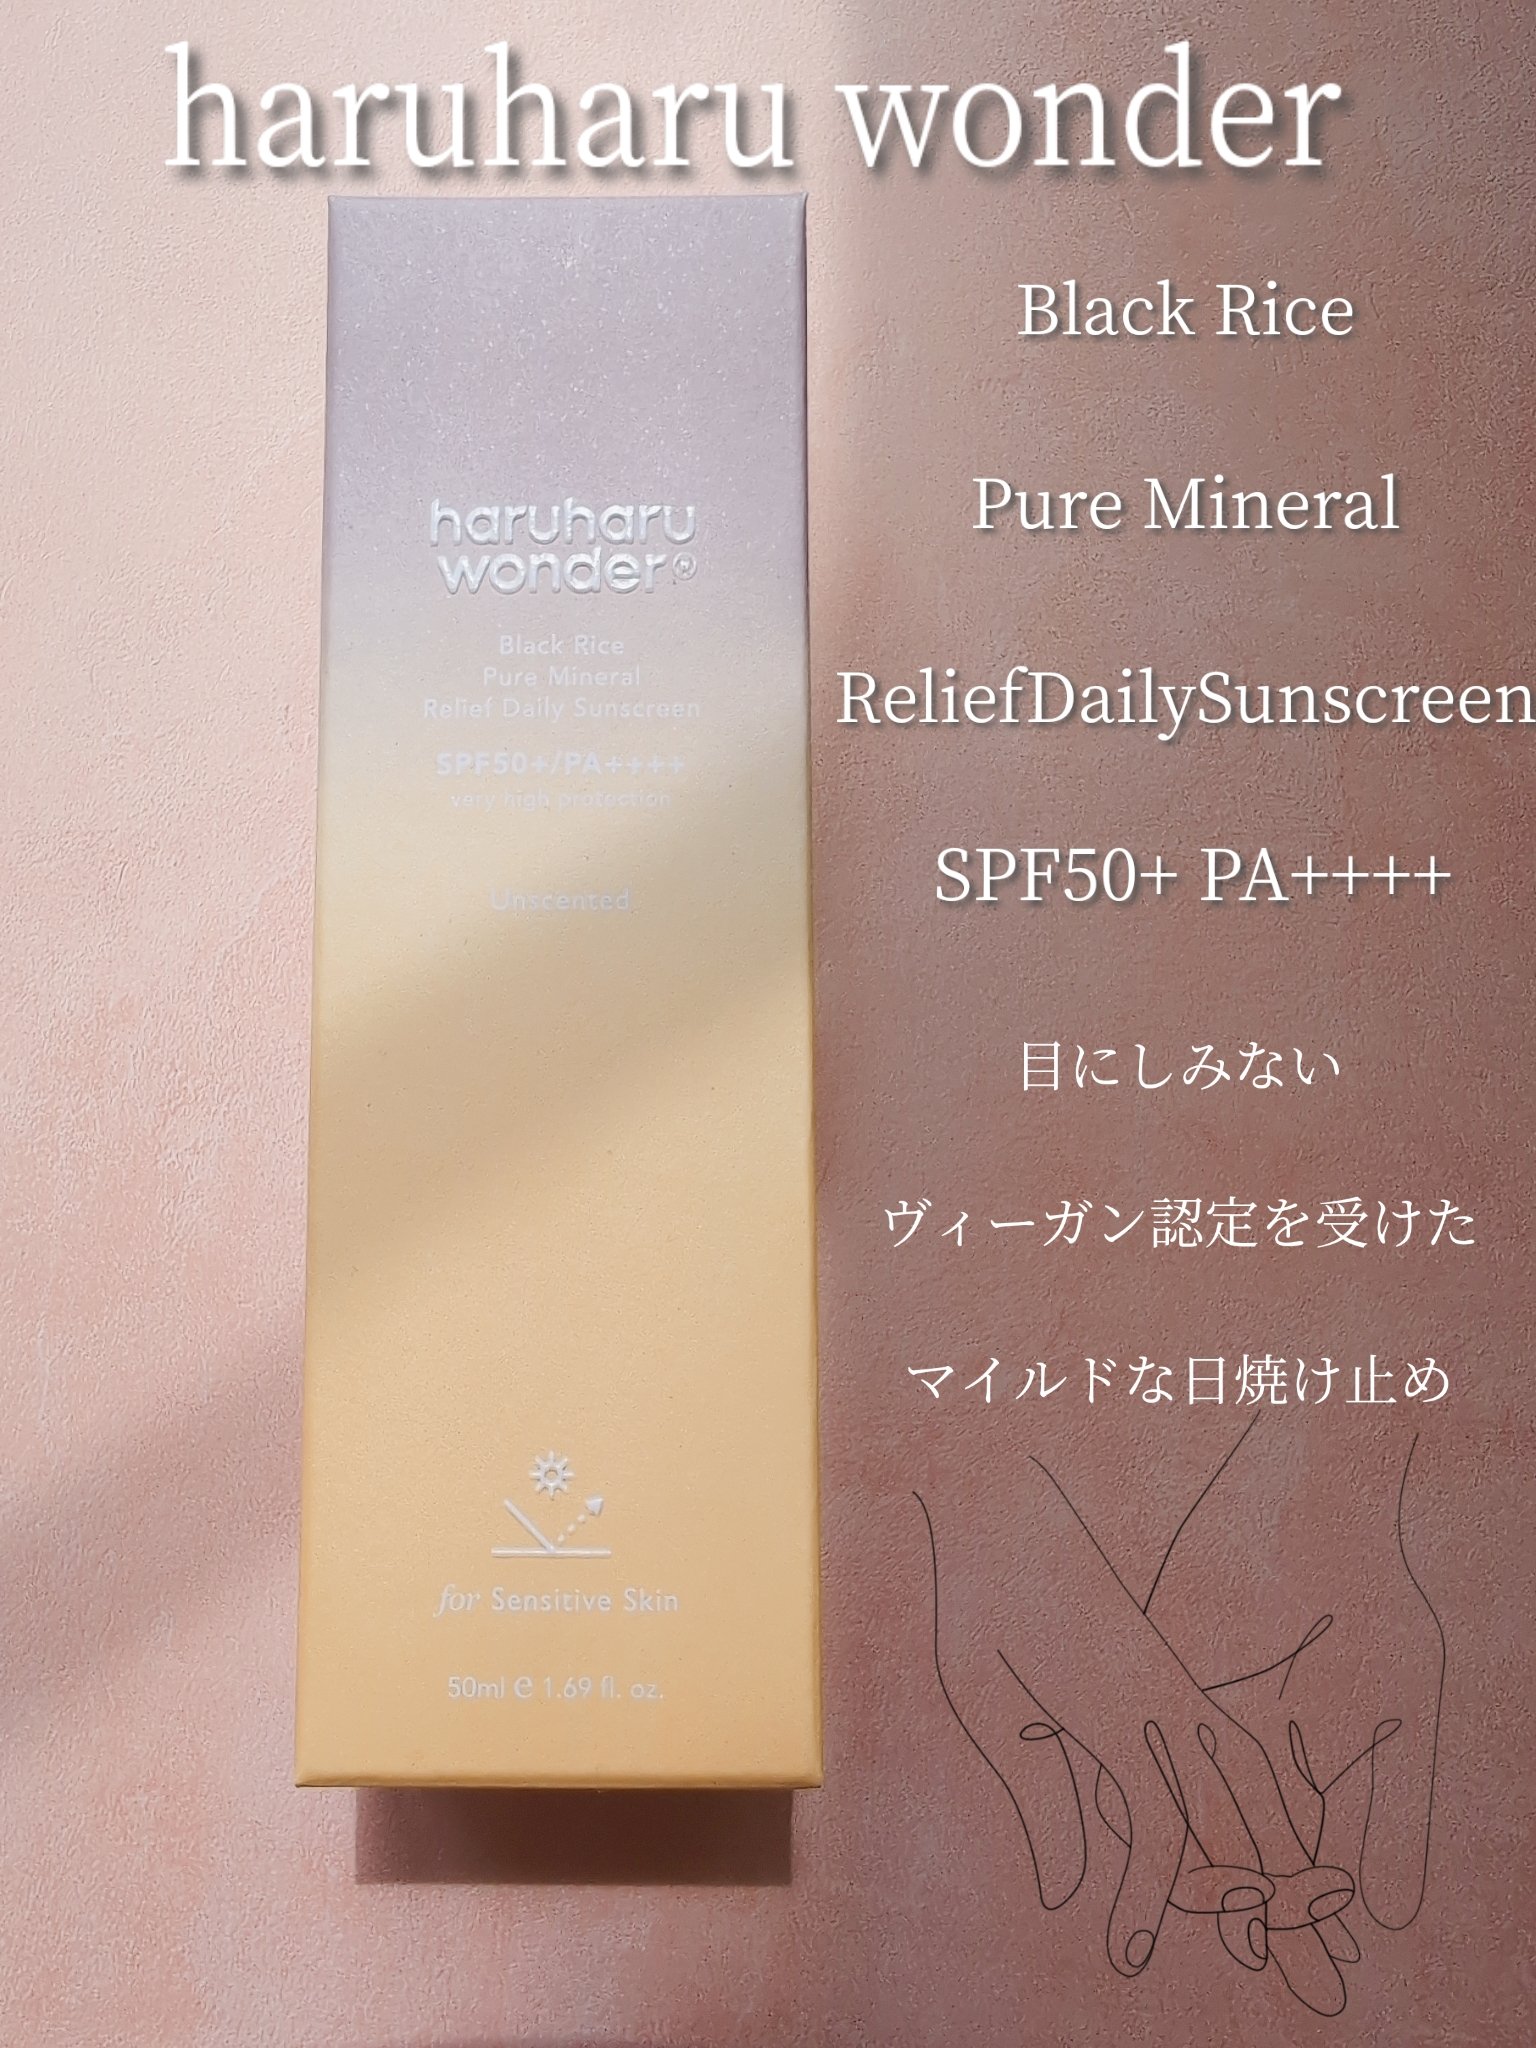 haruharu wonder
haruharu
wonder®
Black Rice
Pure Mineral
Relief Daily Sunscreen
SPF50+/PA++++
very high protection
Unscented
for Sensitive Skin
50ml ℮ 1.69 fl. oz.
Black Rice
Pure Mineral
ReliefDailySunscreen
SPF50+ PA++++
目にしみない
ヴィーガン認定を受けた
マイルドな日焼け止め